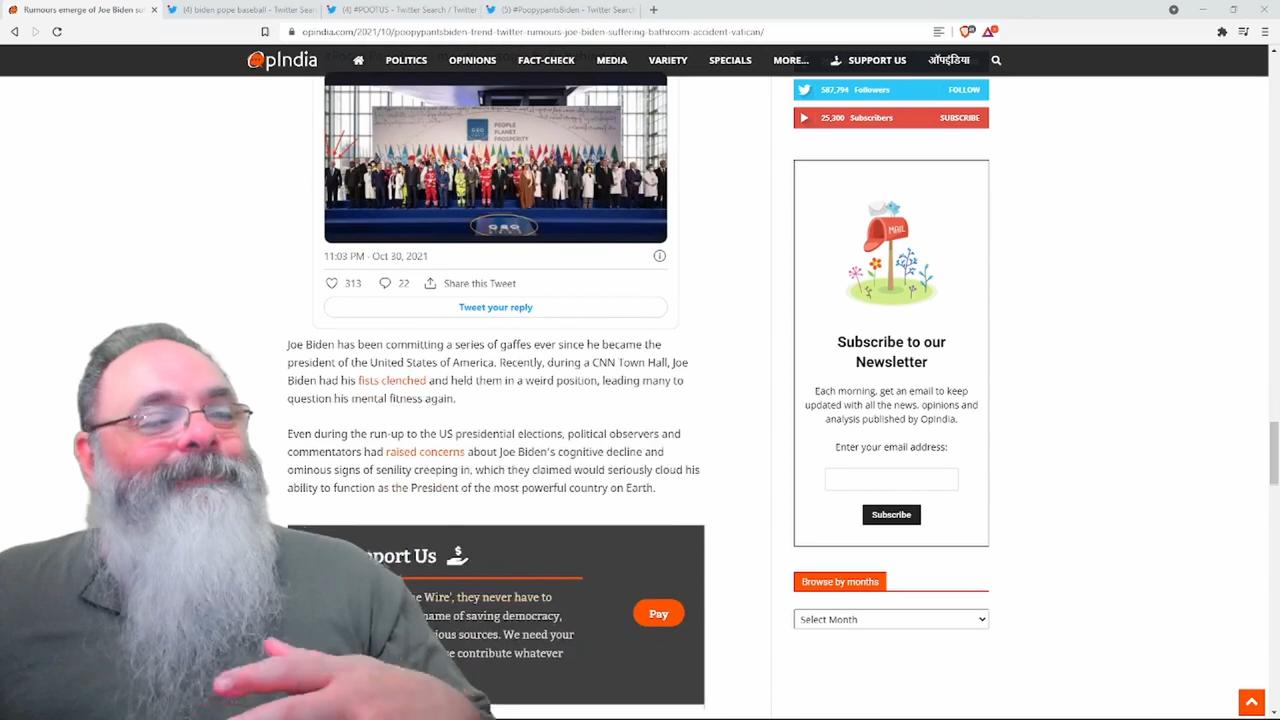 Rumours emerge of Joe Biden su
(4) biden pope baseball - Twitter Sear
(4) #POOTUS - Twitter Search / Twitter
(5) #PoopypantsBiden - Twitter Search
opindia.com/2021/10/poopypantsbiden-trend-twitter-rumours-joe-biden-suffering-bathroom-accident-vatican/
OpIndia
POLITICS OPINIONS FACT-CHECK MEDIA VARIETY SPECIALS MORE... SUPPORT US ऑपइंडिया
PEOPLE
PLANET
PROSPERITY
11:03 PM · Oct 30, 2021
313 22 Share this Tweet
Tweet your reply
Joe Biden has been committing a series of gaffes ever since he became the
president of the United States of America. Recently, during a CNN Town Hall, Joe
Biden had his fists clenched and held them in a weird position, leading many to
question his mental fitness again.
Even during the run-up to the US presidential elections, political observers and
commentators had raised concerns about Joe Biden's cognitive decline and
ominous signs of senility creeping in, which they claimed would seriously cloud his
ability to function as the President of the most powerful country on Earth.
pport Us
e Wire', they never have to
name of saving democracy,
ious sources. We need your
e contribute whatever
Pay
587,794 Followers FOLLOW
25,300 Subscribers SUBSCRIBE
MAIL
Subscribe to our
Newsletter
Each morning, get an email to keep
updated with all the news, opinions and
analysis published by OpIndia.
Enter your email address:
Subscribe
Browse by months
Select Month